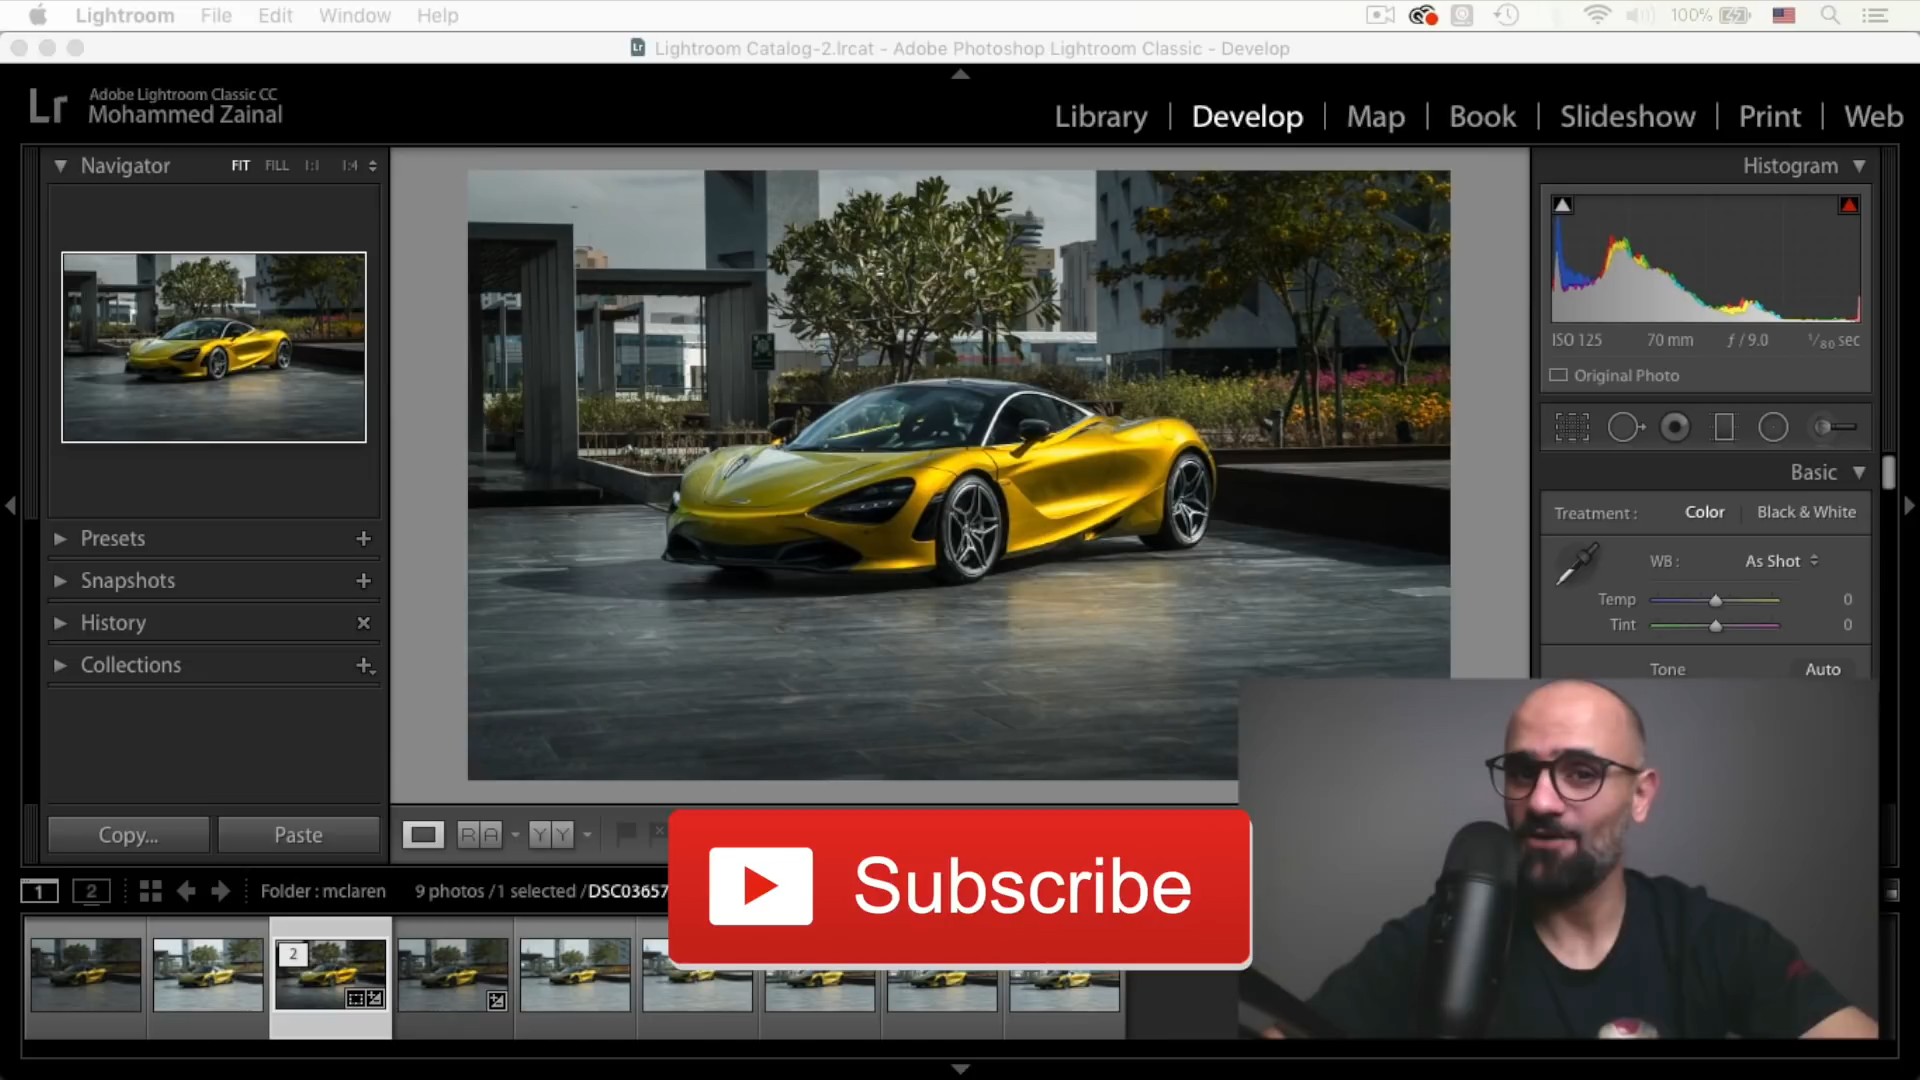 Lightroom File Edit Window Help 100%
Lightroom Catalog-2.lrcat - Adobe Photoshop Lightroom Classic - Develop
Lr Adobe Lightroom Classic CC
Mohammed Zainal
Library | Develop | Map | Book | Slideshow | Print | Web
Navigator FIT FILL 1:1 1:4
Histogram
ISO 125 70 mm ƒ / 9.0 1/80 sec
Original Photo
Basic
Treatment : Color Black & White
WB : As Shot
Temp 0
Tint 0
Tone Auto
Presets
Snapshots
History
Collections
Copy... Paste
R A Y Y
Subscribe
1 2 Folder : mclaren 9 photos / 1 selected / DSC03657
2